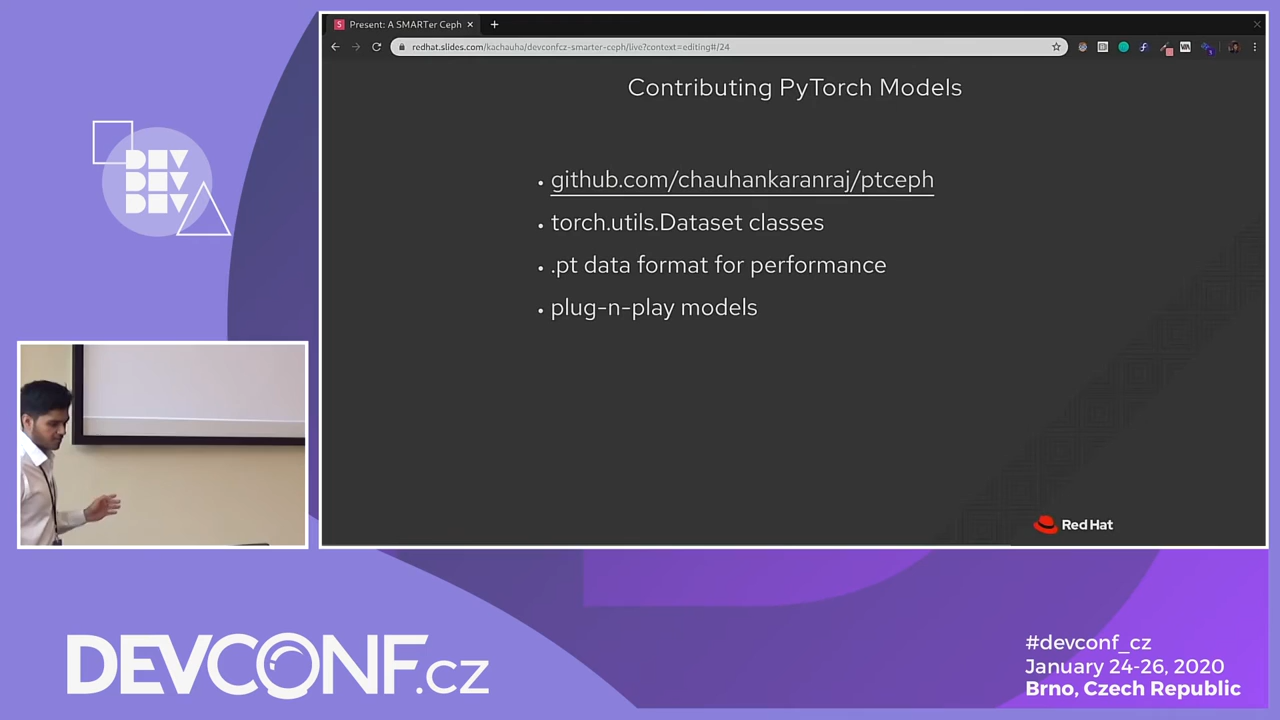 Present: A SMARTer Ceph
redhat.slides.com/kachauha/devconfcz-smarter-ceph/live?context=editing#/24
Contributing PyTorch Models
github.com/chauhankaranraj/ptceph
torch.utils.Dataset classes
.pt data format for performance
plug-n-play models
Red Hat
DEV
DEV
DEV
DEVCONF.cz
#devconf_cz
January 24-26, 2020
Brno, Czech Republic